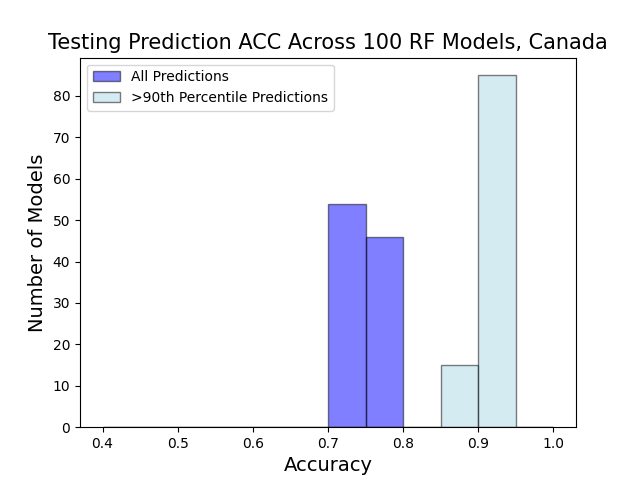 Testing Prediction ACC Across 100 RF Models, Canada
All Predictions
>90th Percentile Predictions
Number of Models
80
70
60
50
40
30
20
10
0
0.4 0.5 0.6 0.7 0.8 0.9 1.0
Accuracy